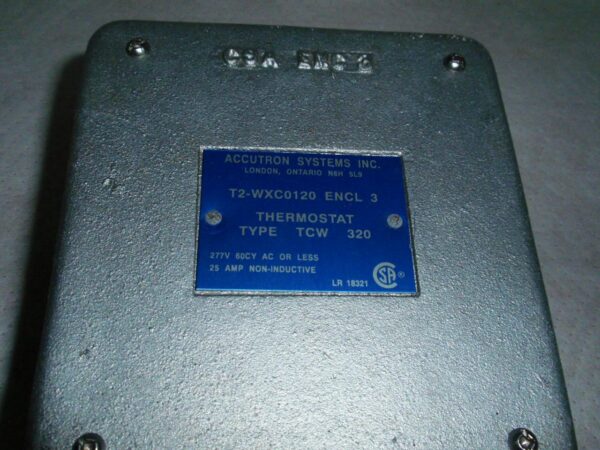 CSA ENC 3
ACCUTRON SYSTEMS INC.
LONDON, ONTARIO N6H 5L9
T2-WXC0120 ENCL 3
THERMOSTAT
TYPE TCW 320
277V 60CY AC OR LESS
25 AMP NON-INDUCTIVE
LR 18321
CSA®